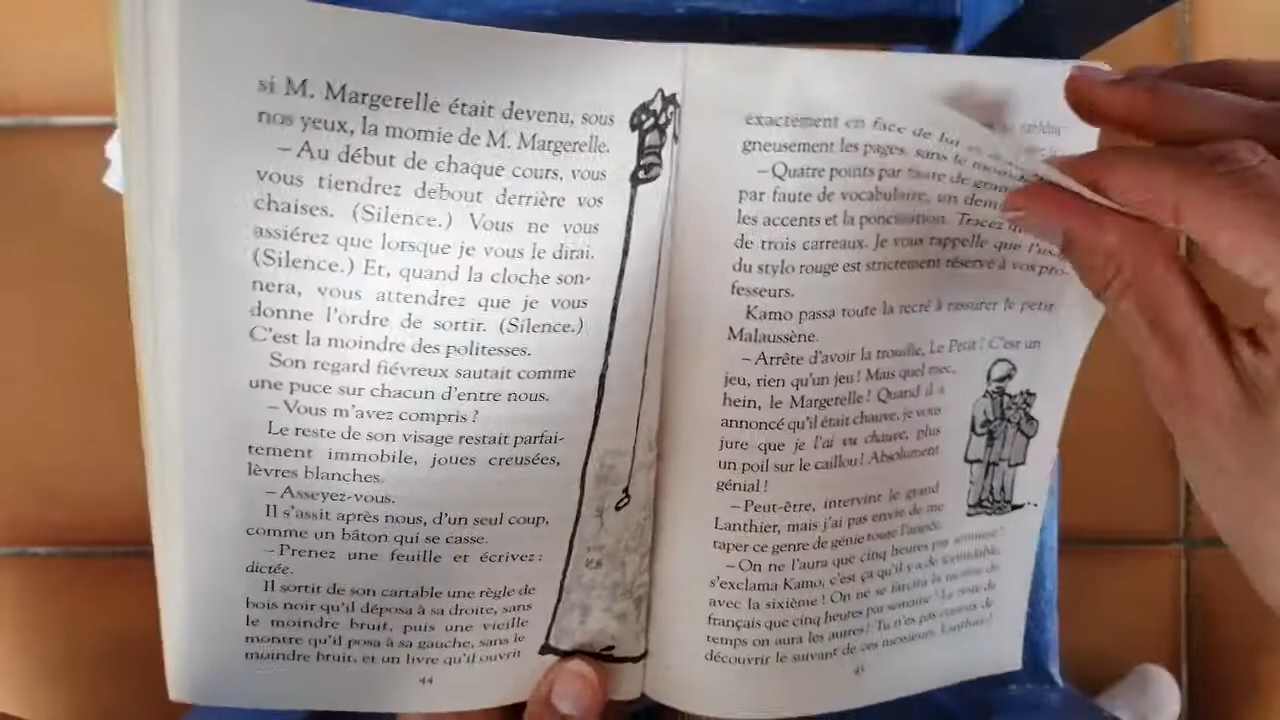 si M. Margerelle était devenu, sous
nos yeux, la momie de M. Margerelle.
– Au début de chaque cours, vous
vous tiendrez debout derrière vos
chaises. (Silence.) Vous ne vous
assiérez que lorsque je vous le dirai.
(Silence.) Et, quand la cloche son-
nera, vous attendrez que je vous
donne l'ordre de sortir. (Silence.)
C'est la moindre des politesses.
Son regard fiévreux sautait comme
une puce sur chacun d'entre nous.
– Vous m'avez compris ?
Le reste de son visage restait parfai-
tement immobile, joues creusées,
lèvres blanches.
– Asseyez-vous.
Il s'assit après nous, d'un seul coup,
comme un bâton qui se casse.
– Prenez une feuille et écrivez :
dictée.
Il sortit de son cartable une règle de
bois noir qu'il déposa à sa droite, sans
le moindre bruit, puis une vieille
montre qu'il posa à sa gauche, sans le
moindre bruit, et un livre qu'il ouvrit
44
exactement en face de lui
gneusement les pages, sans le
– Quatre points par faute de
par faute de vocabulaire, un demi
les accents et la ponctuation. Tracez
de trois carreaux. Je vous rappelle que
du stylo rouge est strictement réservé à vos pro-
fesseurs.
Kamo passa toute la récré à rassurer le petit
Malaussène.
– Arrête d'avoir la trouille, Le Petit ! C'est un
jeu, rien qu'un jeu ! Mais quel mec,
hein, le Margerelle ! Quand il a
annoncé qu'il était chauve, je vous
jure que je l'ai vu chauve, plus
un poil sur le caillou ! Absolument
génial !
– Peut-être, intervint le grand
Lanthier, mais j'ai pas envie de me
taper ce genre de génie toute l'année.
– On ne l'aura que cinq heures par semaine !
s'exclama Kamo, c'est ça qu'il y a de formidable,
avec la sixième ! On ne se farcira la momie de
français que cinq heures par semaine ! Le reste du
temps on aura les autres ! Tu n'es pas curieux de
découvrir le suivant de ces messieurs, Lanthier ?
45